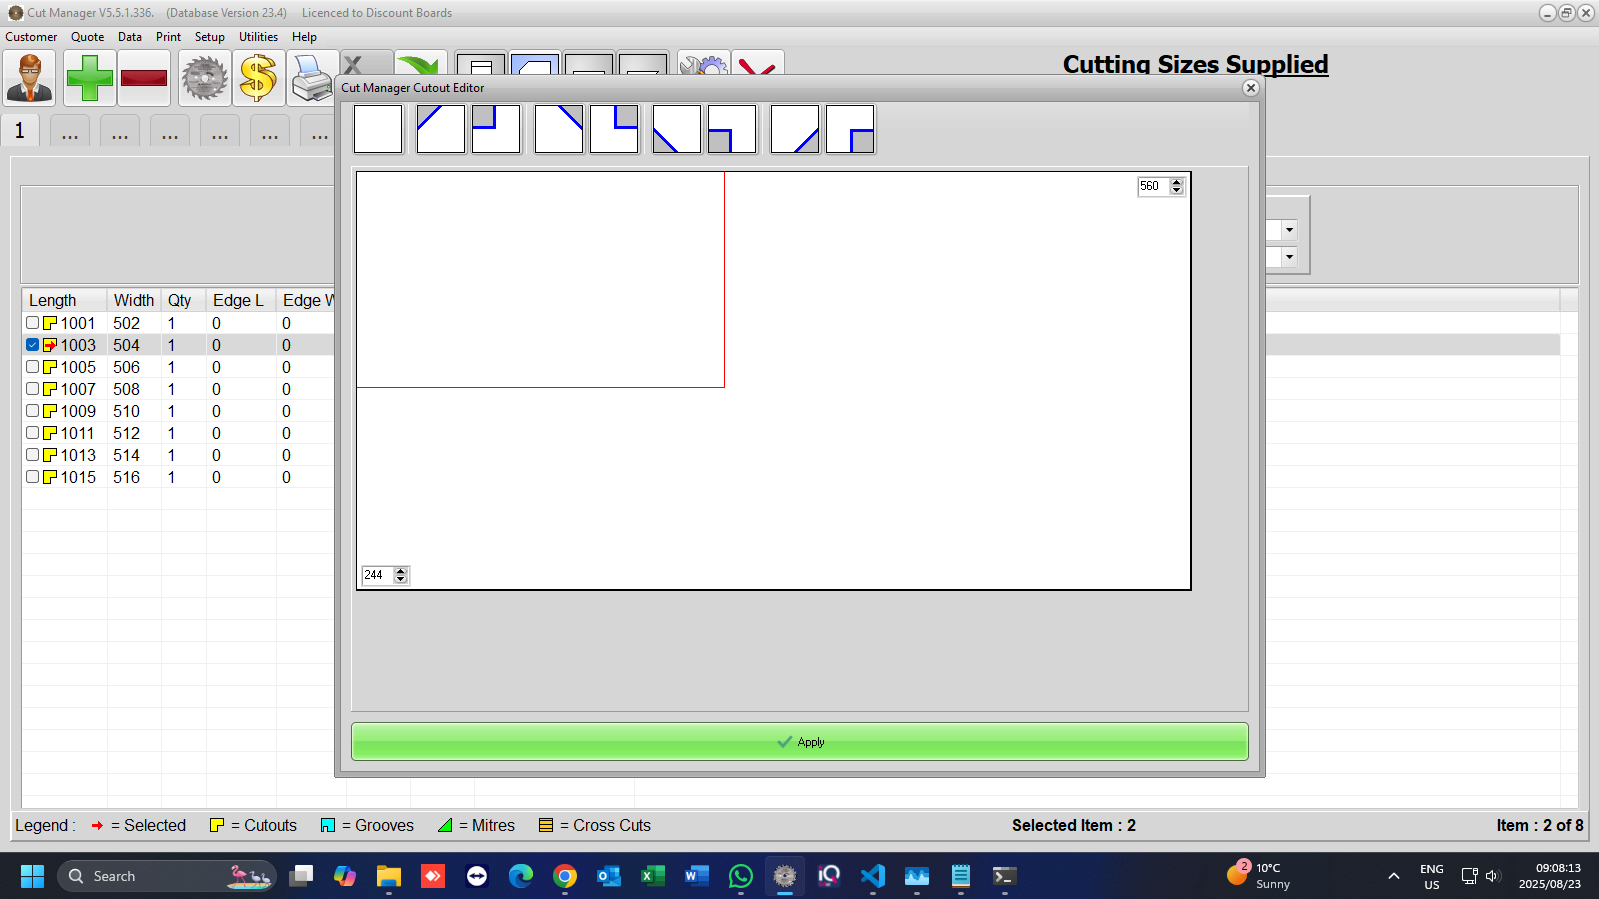 Cut Manager V5.5.1.336. (Database Version 23.4) Licenced to Discount Boards
Customer Quote Data Print Setup Utilities Help
Cutting Sizes Supplied
Cut Manager Cutout Editor
1 ... ... ... ... ... ...
560
Length Width Qty Edge L Edge W
1001 502 1 0 0
1003 504 1 0 0
1005 506 1 0 0
1007 508 1 0 0
1009 510 1 0 0
1011 512 1 0 0
1013 514 1 0 0
1015 516 1 0 0
244
Apply
Legend : = Selected = Cutouts = Grooves = Mitres = Cross Cuts Selected Item : 2 Item : 2 of 8
Search
2
10°C
Sunny
ENG
US
09:08:13
2025/08/23